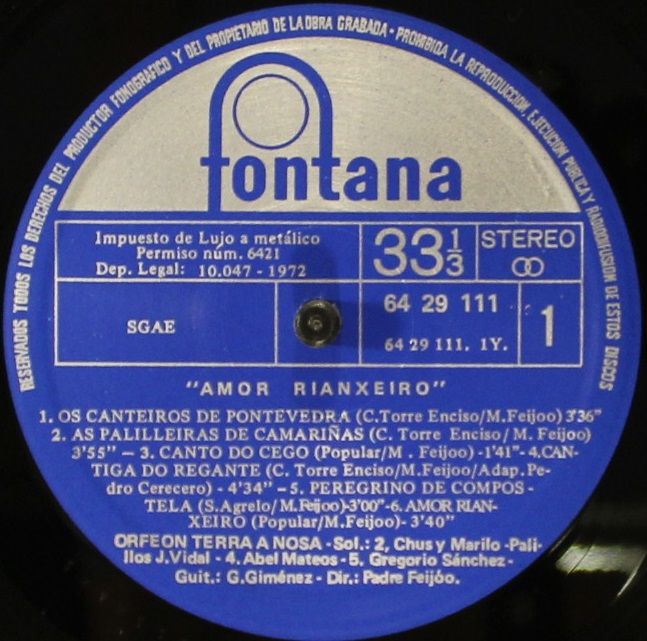 RESERVADOS TODOS LOS DERECHOS DEL PRODUCTOR FONOGRAFICO Y DEL PROPIETARIO DE LA OBRA GRABADA - PROHIBIDA LA REPRODUCCION, EJECUCION PUBLICA Y RADIODIFUSION DE ESTOS DISCOS
fontana
Impuesto de Lujo a metálico
Permiso núm. 6421
Dep. Legal: 10.047 - 1972
33 1/3
STEREO
SGAE
64 29 111
64 29 111. 1Y.
1
"AMOR RIANXEIRO"
1. OS CANTEIROS DE PONTEVEDRA (C. Torre Enciso/M. Feijoo) 3'36"
2. AS PALILLEIRAS DE CAMARIÑAS (C. Torre Enciso/ M. Feijoo)
3'55" — 3. CANTO DO CEGO (Popular/M . Feijoo) -1'41"- 4.CAN-
TIGA DO REGANTE (C. Torre Enciso/M.Feijoo/Adap. Pe-
dro Cerecero) - 4'34" – 5. PEREGRINO DE COMPOS-
TELA (S.Agrelo/ M.Feijoo)-3'00"-6. AMOR RIAN-
XEIRO (Popular/M. Feijoo)- 3'40"
ORFEON TERRA A NOSA - Sol.: 2, Chus y Marilo -Pali-
llos J. Vidal - 4. Abel Mateos - 5. Gregorio Sánchez-
Guit.: G.Giménez - Dir.: Padre Feijóo.